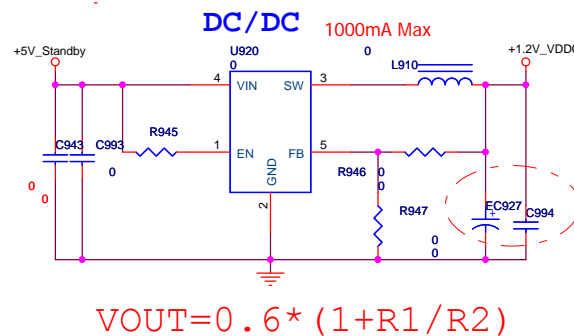 DC/DC
1000mA Max
+5V_Standby
U920
0
0
+1.2V_VDD
L910
4
VIN
SW
3
C943
C993
R945
1
EN
FB
5
0
GND
R946
0
0
0
0
2
R947
EC927
+
C994
0
0
VOUT=0.6*(1+R1/R2)